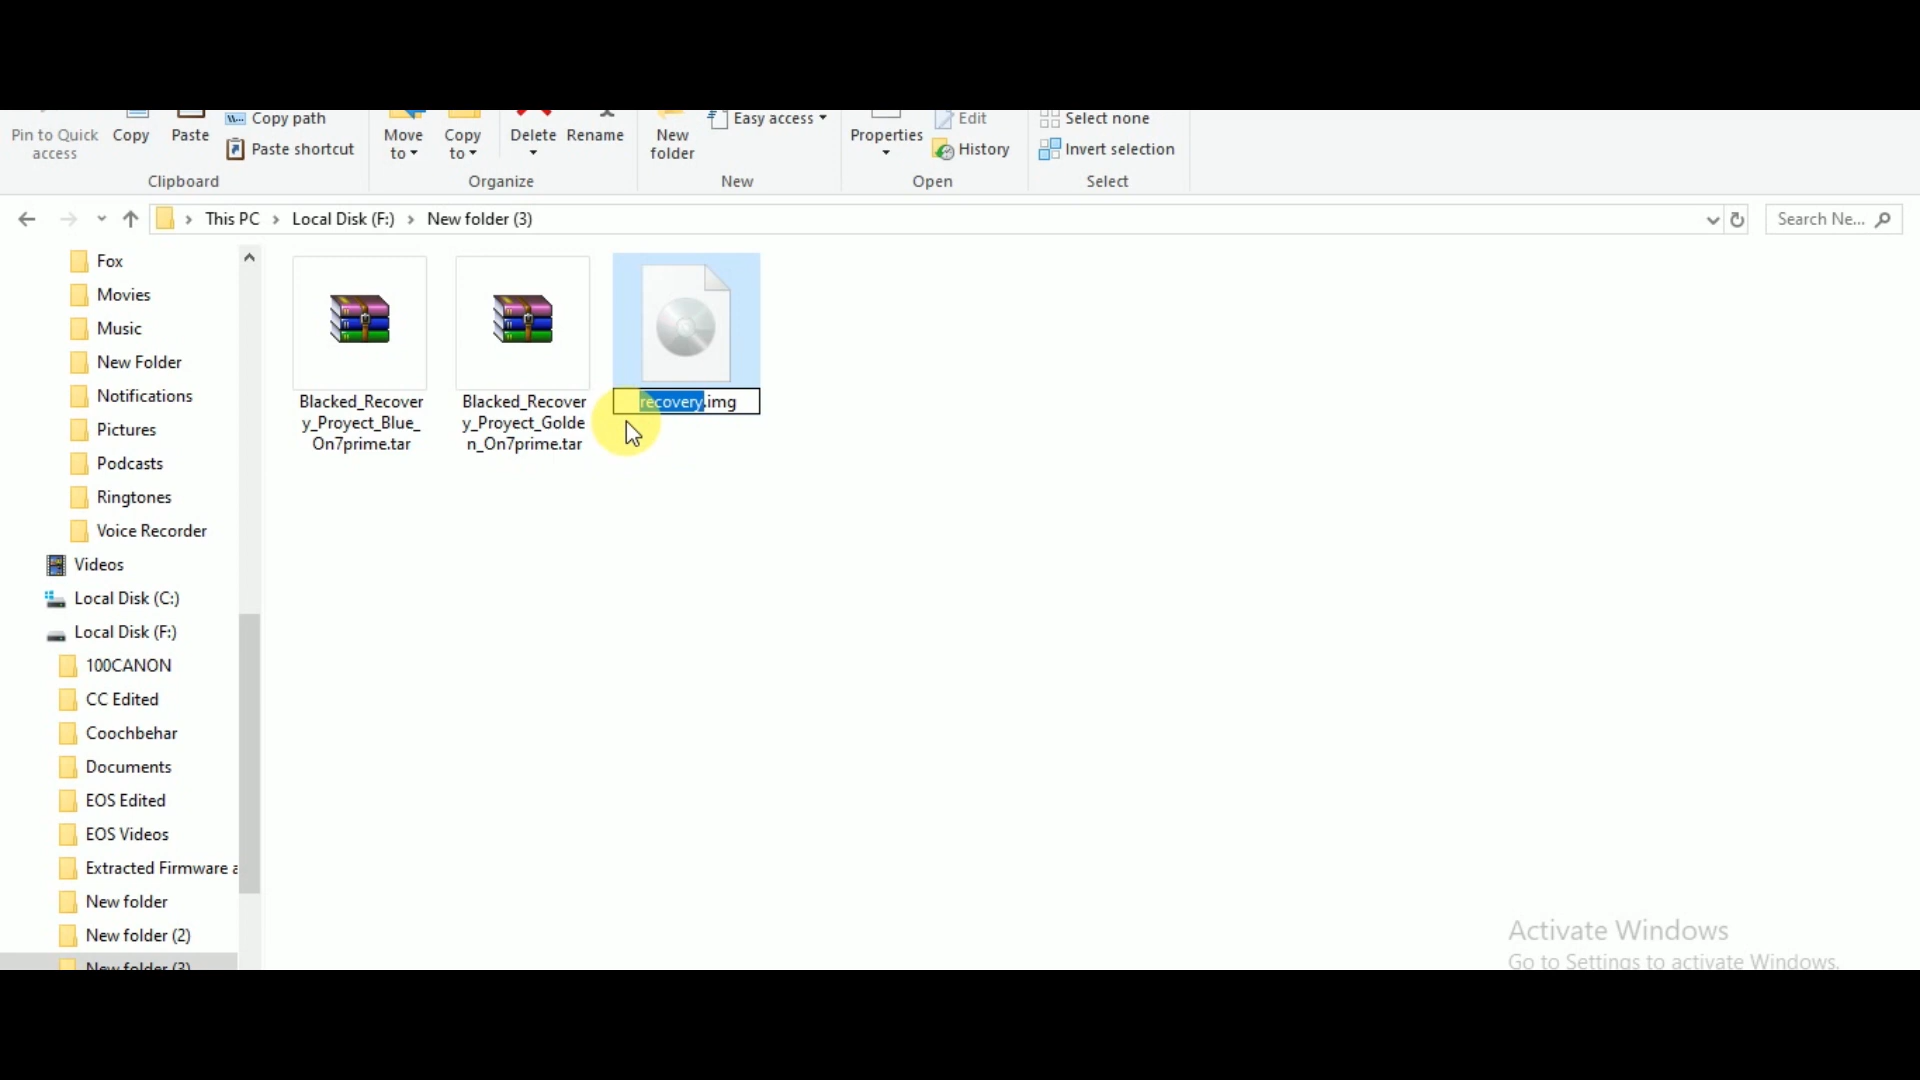 Copy path
Edit
Select none
Easy access
Pin to Quick access
Copy
Paste
Paste shortcut
Move to
Copy to
Delete
Rename
New folder
Properties
History
Invert selection
Clipboard
Organize
New
Open
Select
This PC
Local Disk (F:)
New folder (3)
Search Ne...
Fox
Movies
Music
New Folder
Notifications
Pictures
Podcasts
Ringtones
Voice Recorder
Videos
Local Disk (C:)
Local Disk (F:)
100CANON
CC Edited
Coochbehar
Documents
EOS Edited
EOS Videos
Extracted Firmware a
New folder
New folder (2)
New folder (3)
Blacked_Recover
y_Proyect_Blue_
On7prime.tar
Blacked_Recover
y_Proyect_Golde
n_On7prime.tar
recovery.img
Activate Windows
Go to Settings to activate Windows.